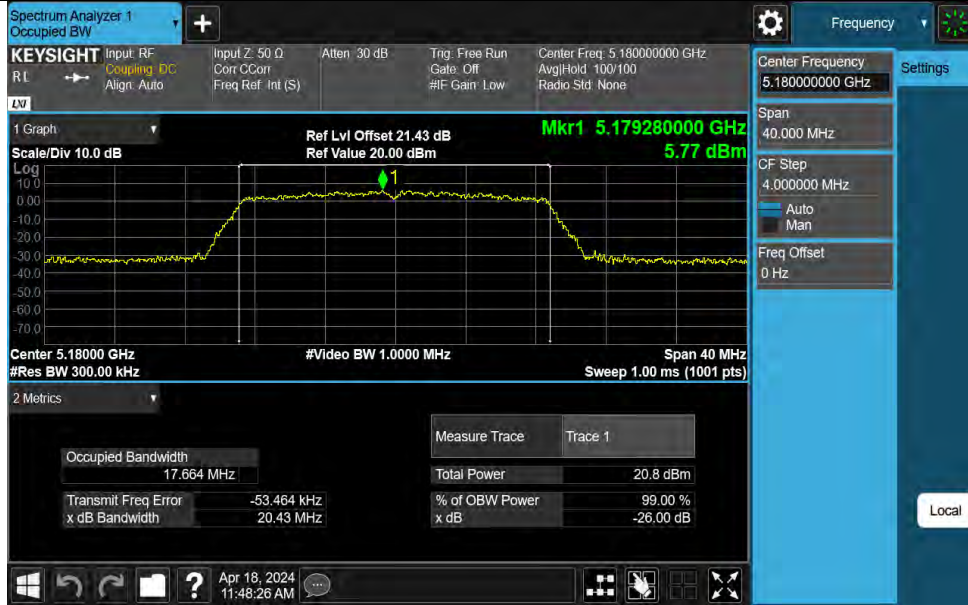 Spectrum Analyzer 1
Occupied BW
+
Frequency
KEYSIGHT
RL
LXI
Input: RF
Coupling: DC
Align: Auto
Input Z: 50 Ω
Corr CCorr
Freq Ref: Int (S)
Atten: 30 dB
Trig: Free Run
Gate: Off
#IF Gain: Low
Center Freq: 5.180000000 GHz
Avg|Hold: 100/100
Radio Std: None
1 Graph
Scale/Div 10.0 dB
Ref Lvl Offset 21.43 dB
Ref Value 20.00 dBm
Mkr1 5.179280000 GHz
5.77 dBm
Log
10.0
0.00
-10.0
-20.0
-30.0
-40.0
-50.0
-60.0
-70.0
1
Center 5.18000 GHz
#Res BW 300.00 kHz
#Video BW 1.0000 MHz
Span 40 MHz
Sweep 1.00 ms (1001 pts)
2 Metrics
Occupied Bandwidth
17.664 MHz
Transmit Freq Error -53.464 kHz
x dB Bandwidth 20.43 MHz
Measure Trace Trace 1
Total Power 20.8 dBm
% of OBW Power 99.00 %
x dB -26.00 dB
Center Frequency
5.180000000 GHz
Span
40.000 MHz
CF Step
4.000000 MHz
Auto
Man
Freq Offset
0 Hz
Settings
Local
?
Apr 18, 2024
11:48:26 AM